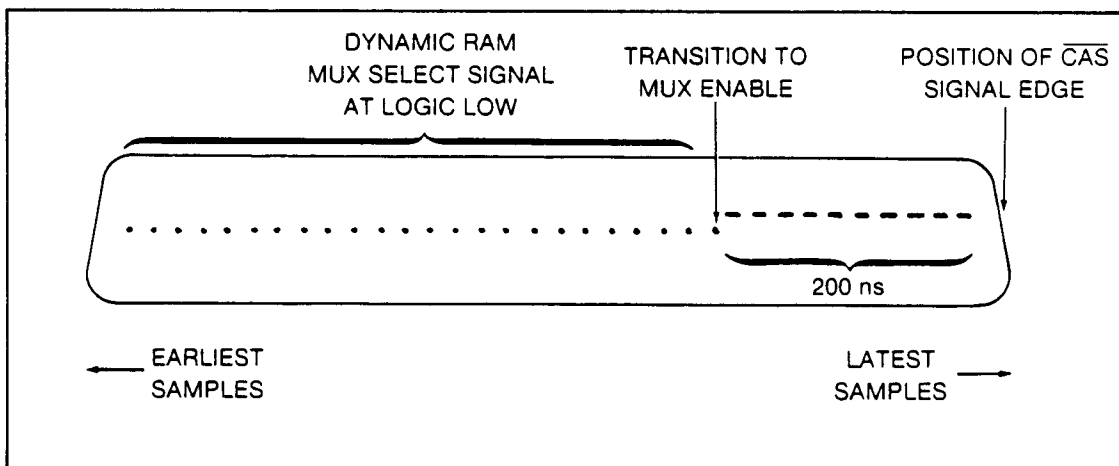 DYNAMIC RAM
MUX SELECT SIGNAL
AT LOGIC LOW
TRANSITION TO
MUX ENABLE
POSITION OF C̅A̅S̅
SIGNAL EDGE
200 ns
EARLIEST
SAMPLES
LATEST
SAMPLES